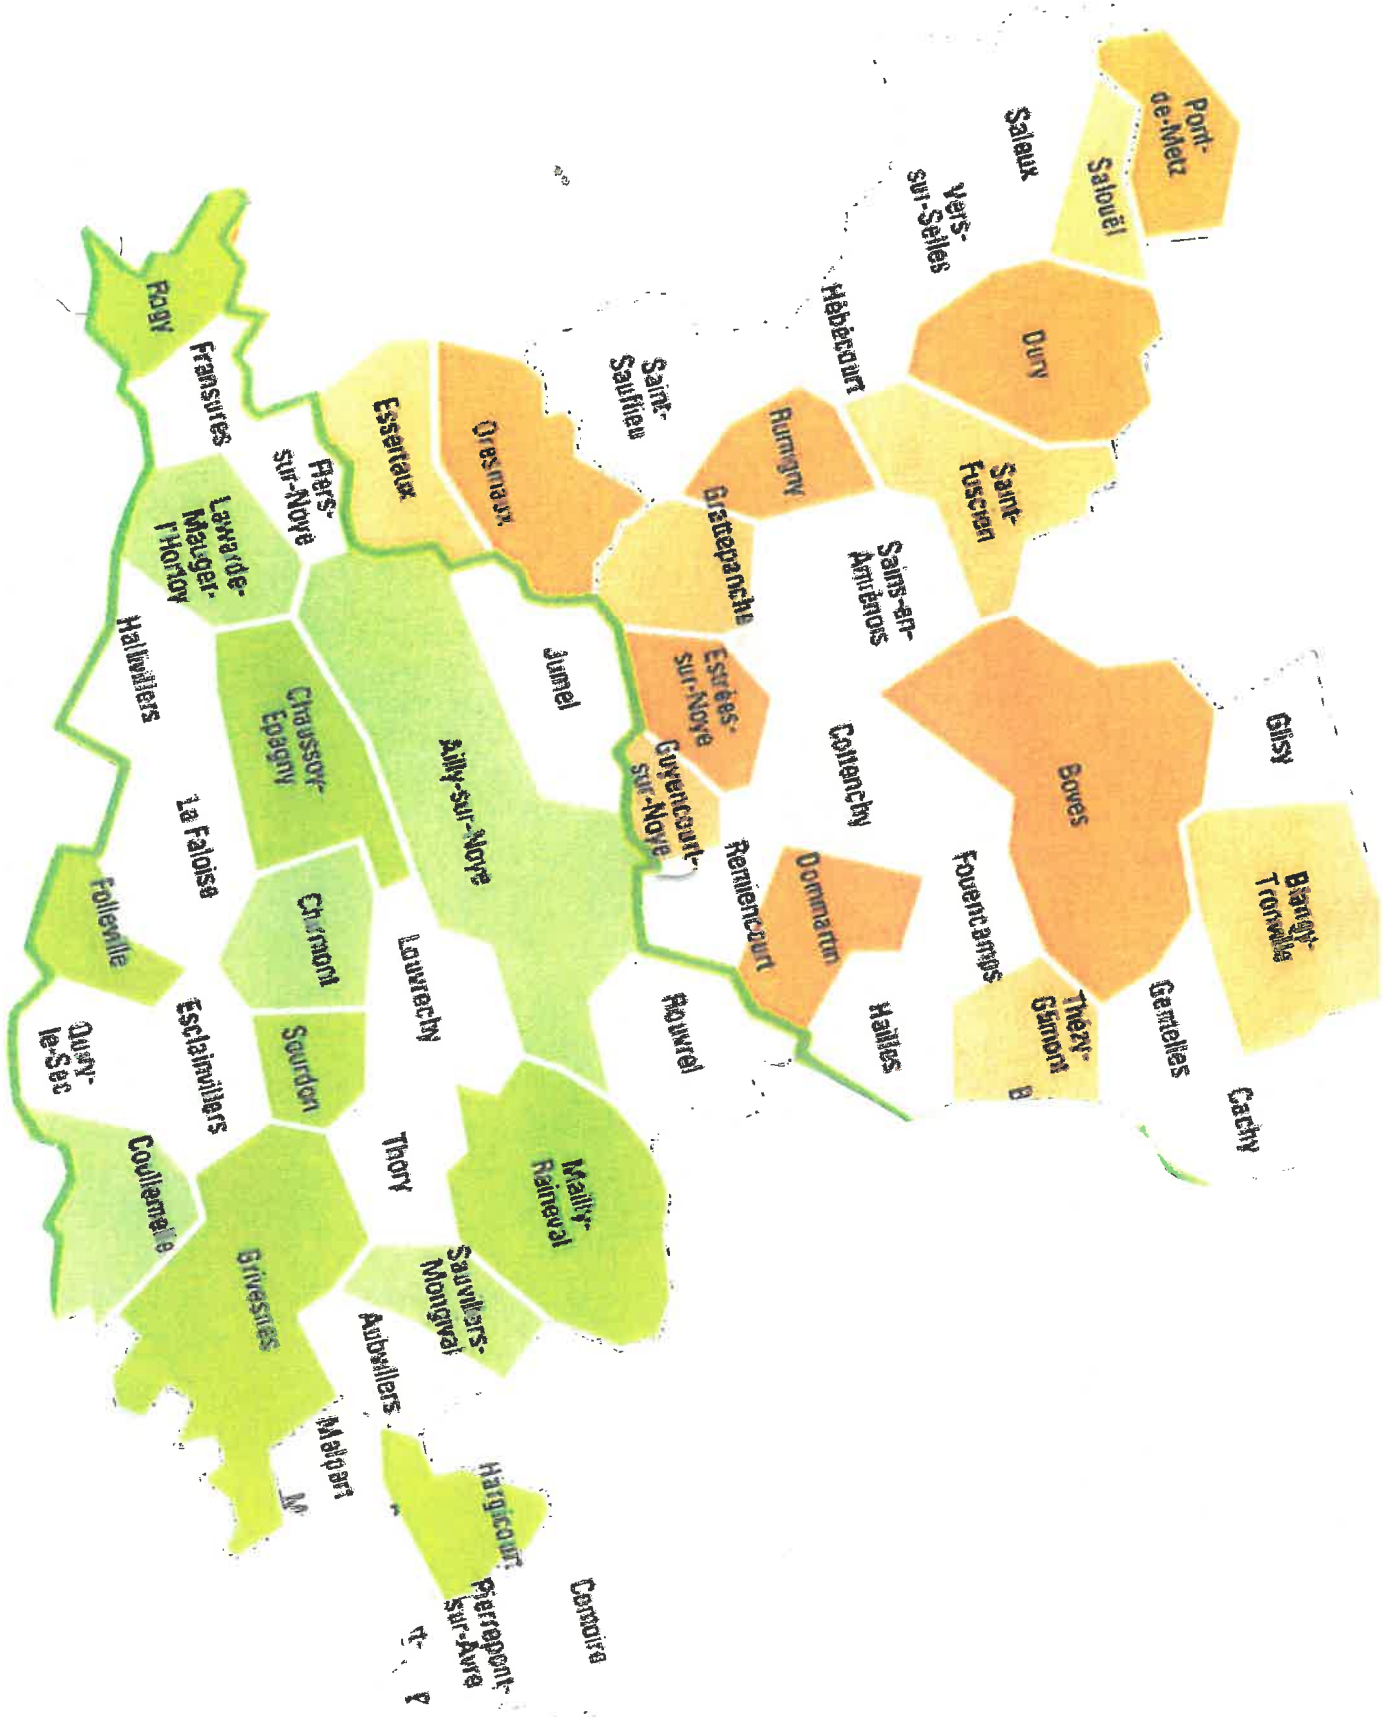 Pont-
de-Metz
Salouël
Saleux
Vers-
sur-Selles
Glisy
Blangy-
Tronville
Cachy
Dury
Boves
Gentelles
Hébécourt
Saint-
Fuscien
Fouencamps
Thézy-
Glimont
B
Sains-en-
Amiénois
Cottenchy
Hailles
Rumigny
Dommartin
Grattepanche
Estrées-
sur-Noye
Remiencourt
Saint-
Sauflieu
Guyencourt-
sur-Noye
Rouvrel
Oresmaux
Jumel
Mailly-
Raineval
Comoire
Essertaux
Ailly-sur-Noye
Louvrechy
Thory
Sauvillers-
Mongival
Hargicourt
Pierrepont-
sur-Avre
Aubvillers
Flers-
sur-Noye
Chaussoy-
Epagny
Chirmont
Sourdon
Malpart
M
Fransures
Lawarde-
Mauger-
l'Hortoy
La Faloise
Esclainvillers
Grivesnes
Rogy
Hallivillers
Folleville
Coullemelle
Quiry-
le-Sec